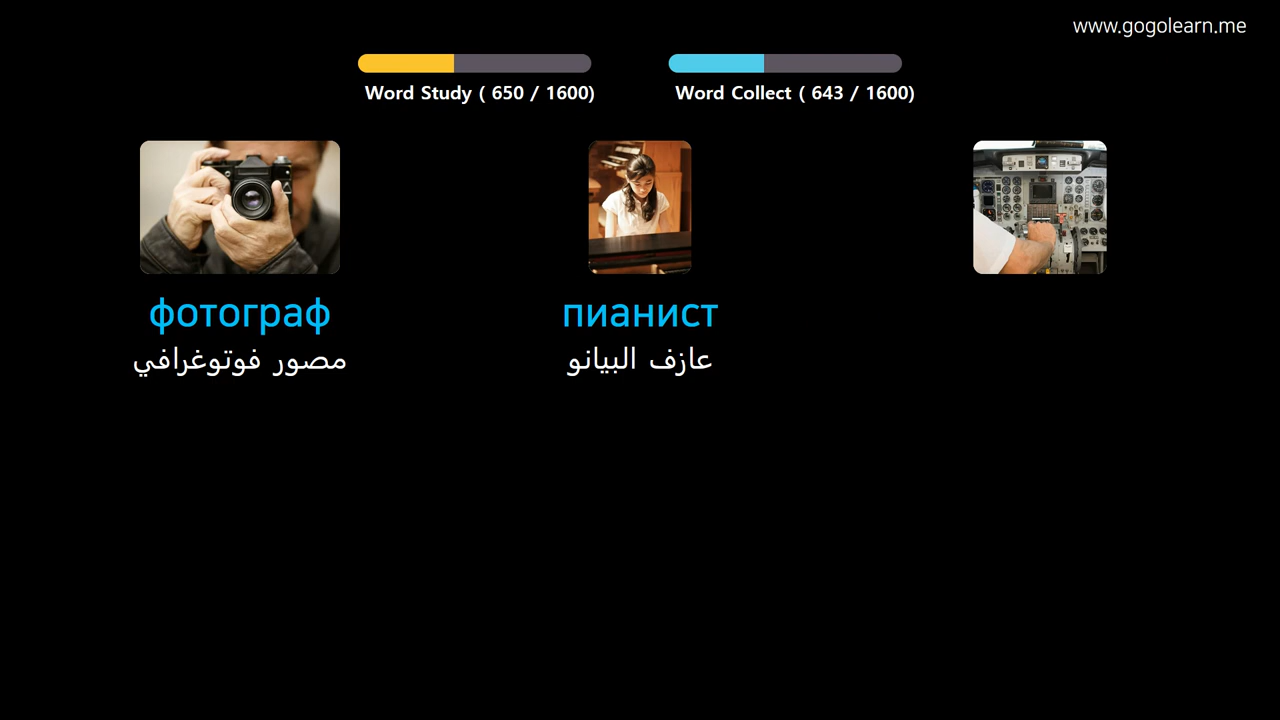 www.gogolearn.me
Word Study ( 650 / 1600)
Word Collect ( 643 / 1600)
фотограф
مصور فوتوغرافي
пианист
عازف البيانو